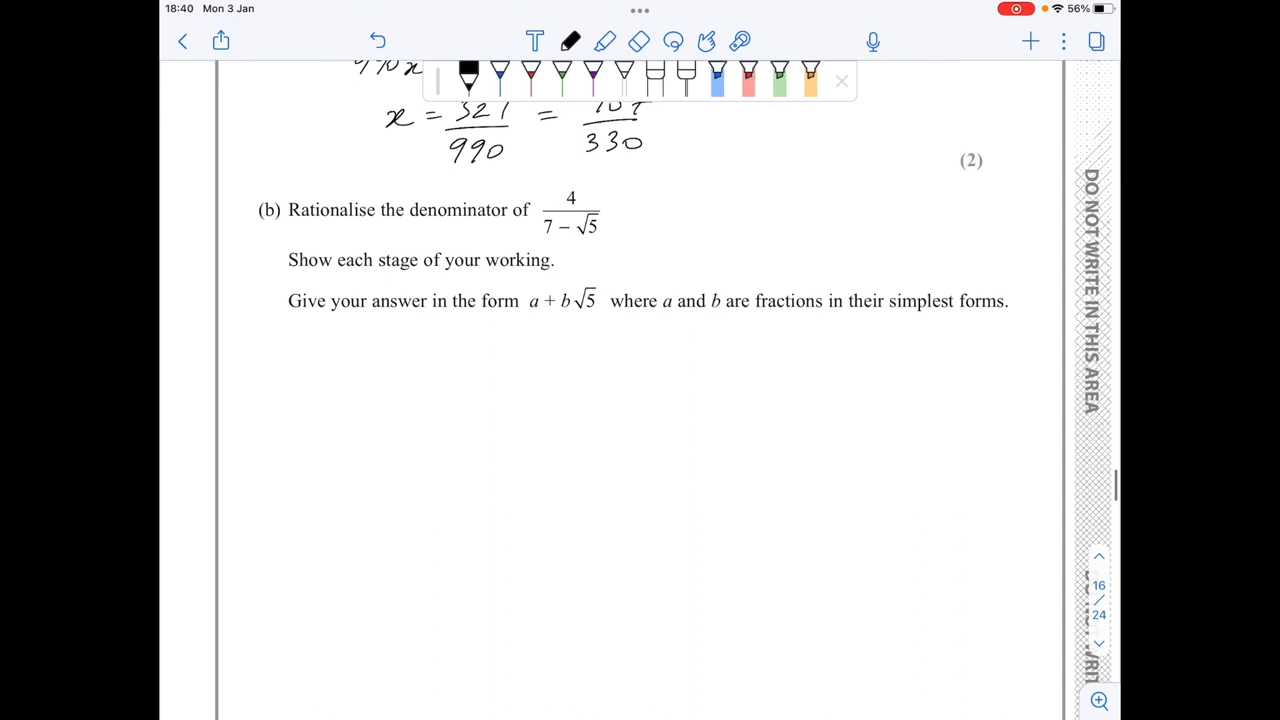 18:40 Mon 3 Jan
56%
990x
x = 321/990 = 107/330
(2)
(b) Rationalise the denominator of 4/(7 – √5)
Show each stage of your working.
Give your answer in the form a + b√5 where a and b are fractions in their simplest forms.
DO NOT WRITE IN THIS AREA
16
/
24